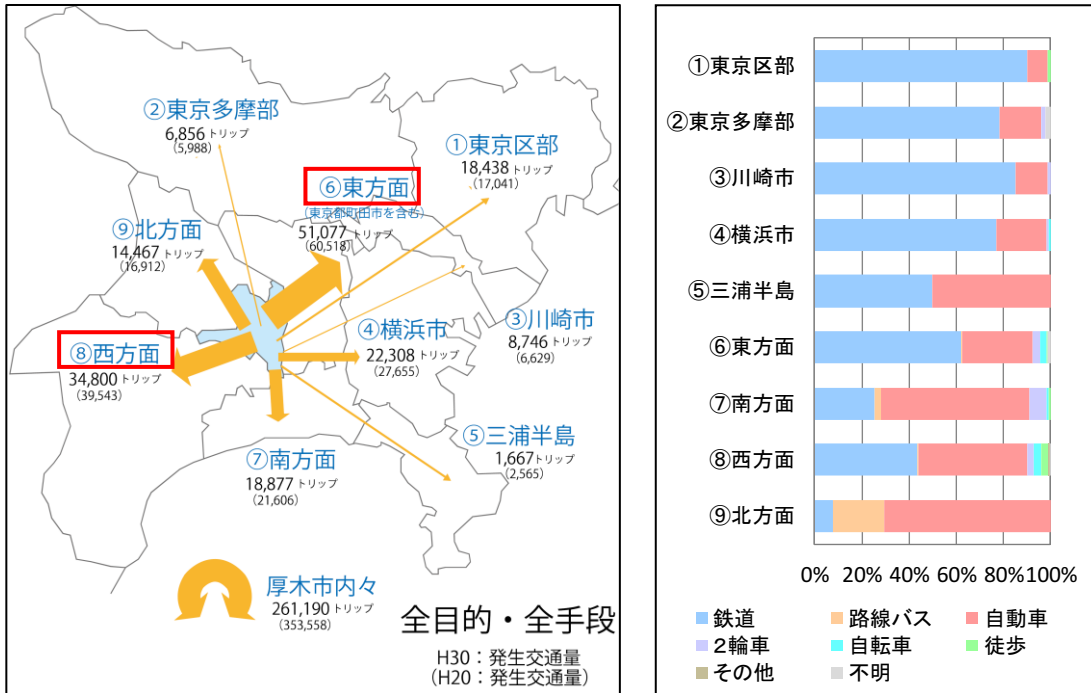 ②東京多摩部
6,856 トリップ
(5,988)
①東京区部
18,438 トリップ
(17,041)
⑥東方面
(東京都町田市を含む)
51,077 トリップ
(60,518)
⑨北方面
14,467 トリップ
(16,912)
③川崎市
8,746 トリップ
(6,629)
④横浜市
22,308 トリップ
(27,655)
⑧西方面
34,800 トリップ
(39,543)
⑤三浦半島
1,667トリップ
(2,565)
⑦南方面
18,877 トリップ
(21,606)
厚木市内々
261,190 トリップ
(353,558)
全目的・全手段
H30：発生交通量
(H20：発生交通量)
①東京区部
②東京多摩部
③川崎市
④横浜市
⑤三浦半島
⑥東方面
⑦南方面
⑧西方面
⑨北方面
0% 20% 40% 60% 80% 100%
鉄道 路線バス 自動車
2輪車 自転車 徒歩
その他 不明